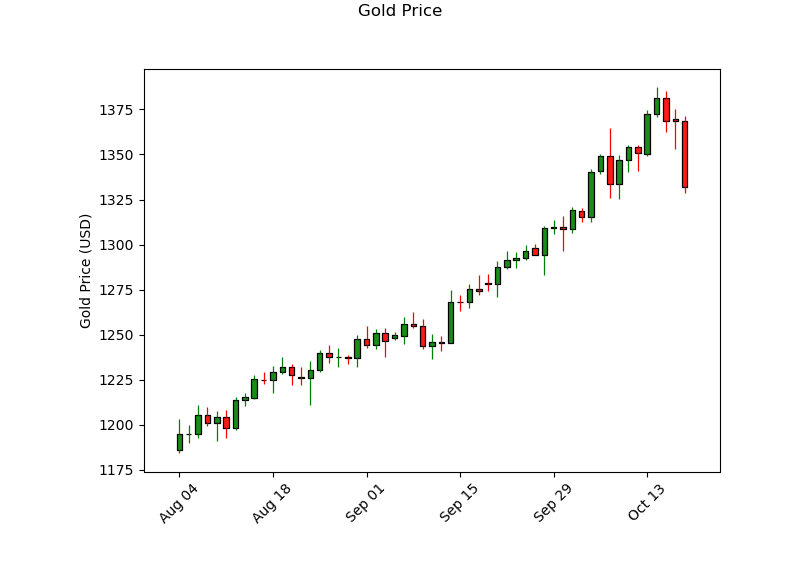 Gold Price
Gold Price (USD)
1375
1350
1325
1300
1275
1250
1225
1200
1175
Aug 04
Aug 18
Sep 01
Sep 15
Sep 29
Oct 13